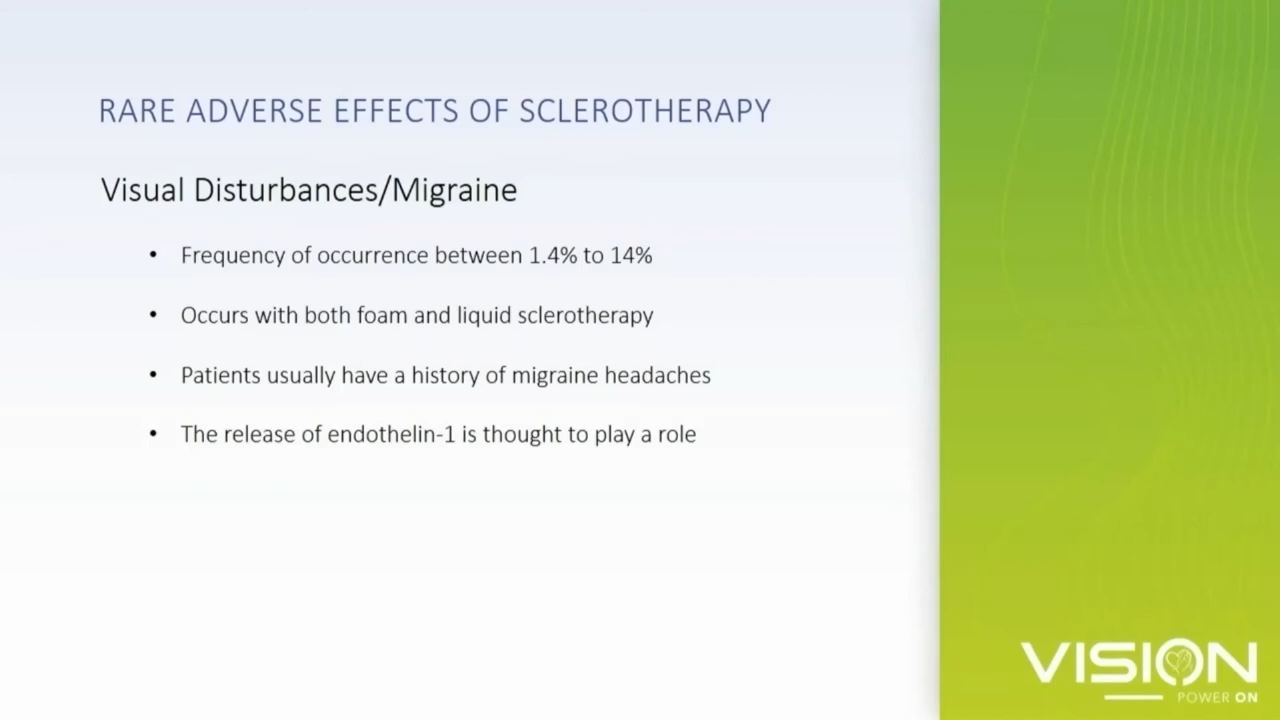 RARE ADVERSE EFFECTS OF SCLEROTHERAPY
Visual Disturbances/Migraine
• Frequency of occurrence between 1.4% to 14%
• Occurs with both foam and liquid sclerotherapy
• Patients usually have a history of migraine headaches
• The release of endothelin-1 is thought to play a role
VISION
POWER ON